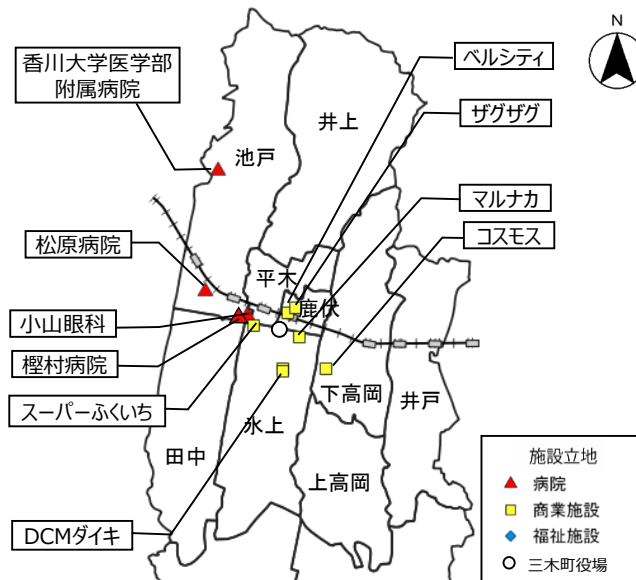 N
香川大学医学部
附属病院
ベルシティ
ザグザグ
井上
池戸
マルナカ
コスモス
松原病院
平木
鹿伏
小山眼科
樫村病院
スーパーふくいち
下高岡
井戸
氷上
田中
上高岡
DCMダイキ
施設立地
病院
商業施設
福祉施設
三木町役場